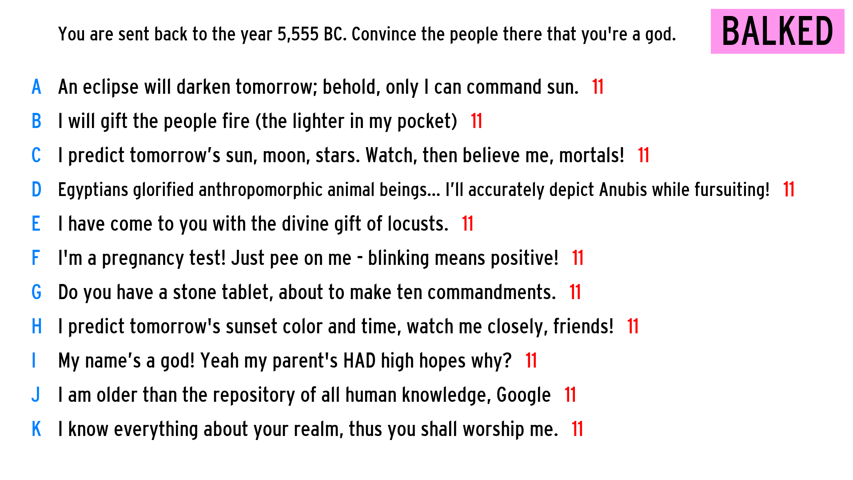 You are sent back to the year 5,555 BC. Convince the people there that you're a god.
BALKED
A An eclipse will darken tomorrow; behold, only I can command sun. 11
B I will gift the people fire (the lighter in my pocket) 11
C I predict tomorrow’s sun, moon, stars. Watch, then believe me, mortals! 11
D Egyptians glorified anthropomorphic animal beings... I’ll accurately depict Anubis while fursuiting! 11
E I have come to you with the divine gift of locusts. 11
F I'm a pregnancy test! Just pee on me - blinking means positive! 11
G Do you have a stone tablet, about to make ten commandments. 11
H I predict tomorrow's sunset color and time, watch me closely, friends! 11
I My name’s a god! Yeah my parent's HAD high hopes why? 11
J I am older than the repository of all human knowledge, Google 11
K I know everything about your realm, thus you shall worship me. 11